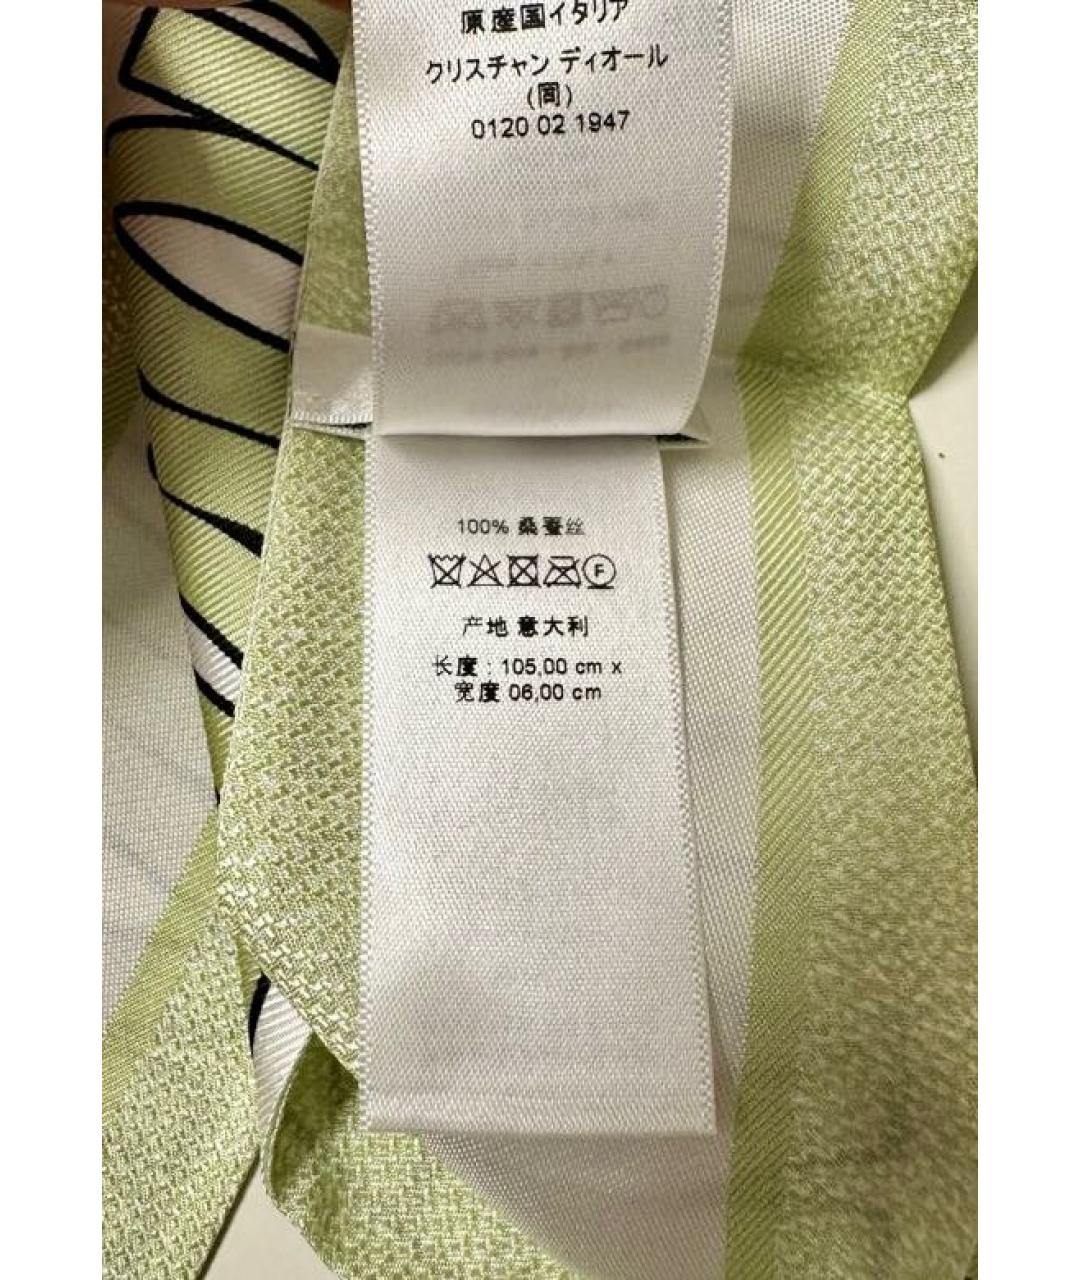 原産国イタリア
クリスチャン ディオール
(同)
0120 02 1947
100% 桑蚕丝
F
产地 意大利
长度 : 105,00 cm x
宽度 06,00 cm